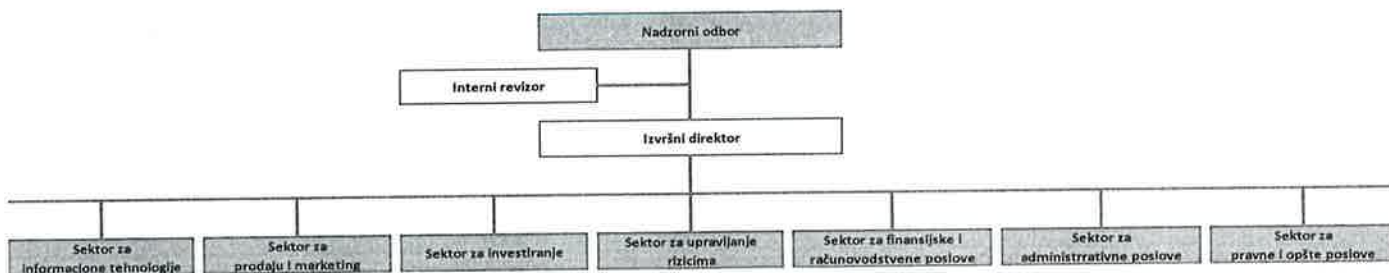 Nadzorni odbor
Interni revizor
Izvršni direktor
Sektor za
informacione tehnologije
Sektor za
prodaju i marketing
Sektor za investiranje
Sektor za upravljanje
rizicima
Sektor za finansijske i
računovodstvene poslove
Sektor za
administrrativne poslove
Sektor za
pravne i opšte poslove